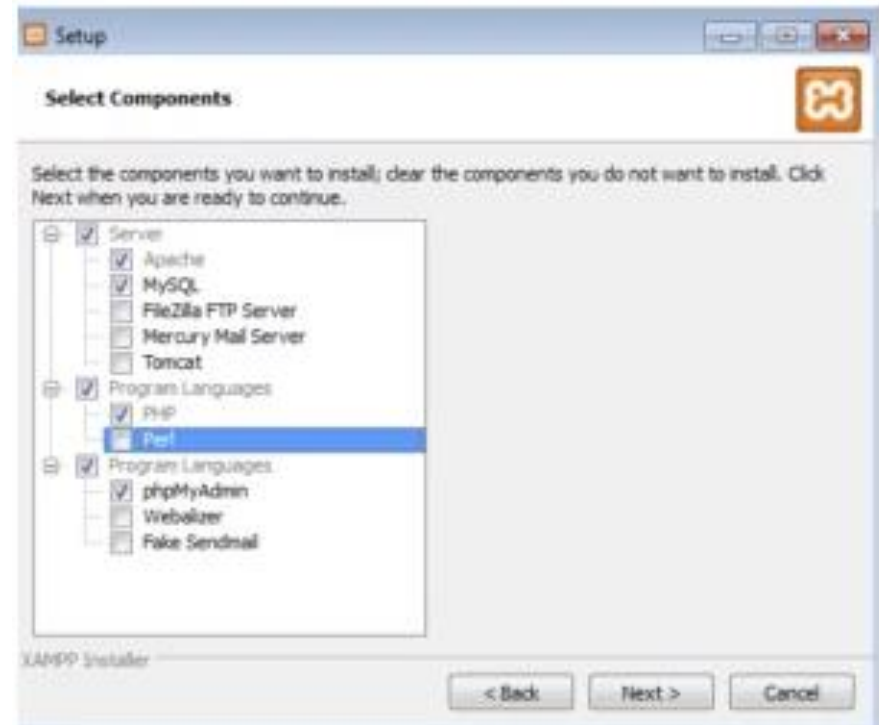 Setup
Select Components
Select the components you want to install; clear the components you do not want to install. Click
Next when you are ready to continue.
Server
Apache
MySQL
FileZilla FTP Server
Mercury Mail Server
Tomcat
Program Languages
PHP
Perl
Program Languages
phpMyAdmin
Webalizer
Fake Sendmail
XAMPP Installer
< Back
Next >
Cancel